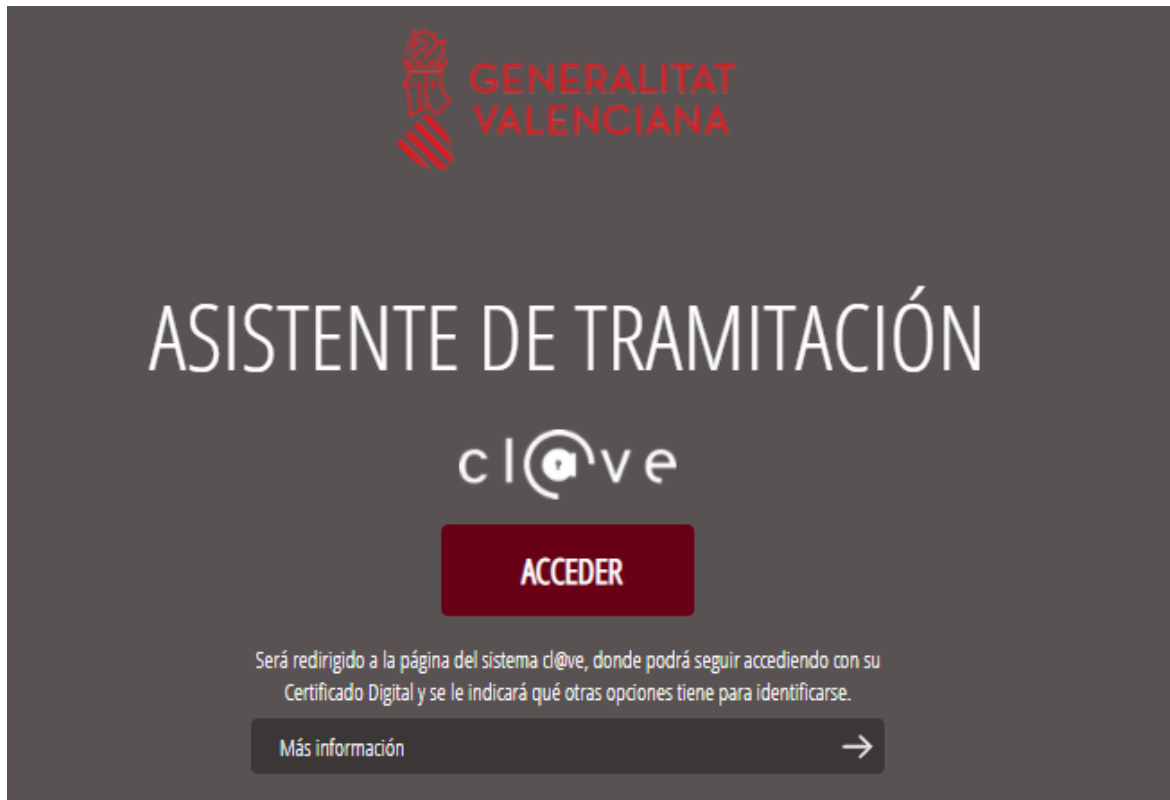 GENERALITAT
VALENCIANA
ASISTENTE DE TRAMITACIÓN
cl@ve
ACCEDER
Será redirigido a la página del sistema cl@ve, donde podrá seguir accediendo con su
Certificado Digital y se le indicará qué otras opciones tiene para identificarse.
Más información →